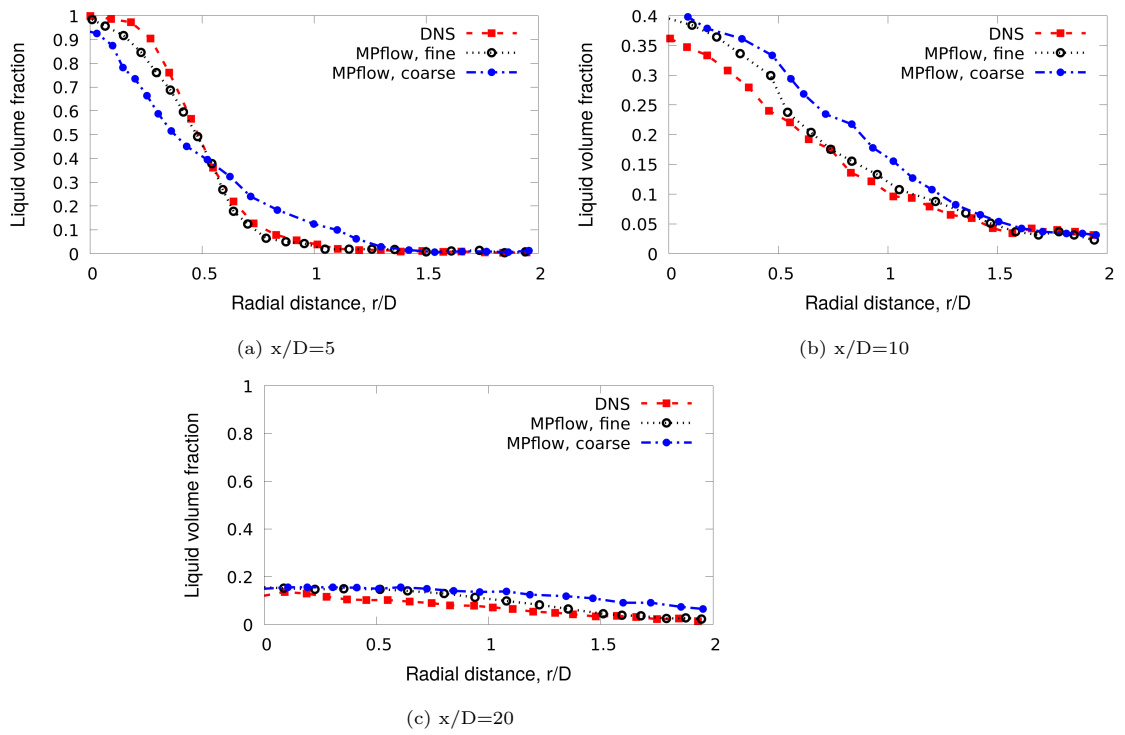 Liquid volume fraction
1
0.9
0.8
0.7
0.6
0.5
0.4
0.3
0.2
0.1
0
DNS
MPflow, fine
MPflow, coarse
0 0.5 1 1.5 2
Radial distance, r/D
(a) x/D=5
Liquid volume fraction
0.4
0.35
0.3
0.25
0.2
0.15
0.1
0.05
0
DNS
MPflow, fine
MPflow, coarse
0 0.5 1 1.5 2
Radial distance, r/D
(b) x/D=10
Liquid volume fraction
1
0.8
0.6
0.4
0.2
0
DNS
MPflow, fine
MPflow, coarse
0 0.5 1 1.5 2
Radial distance, r/D
(c) x/D=20